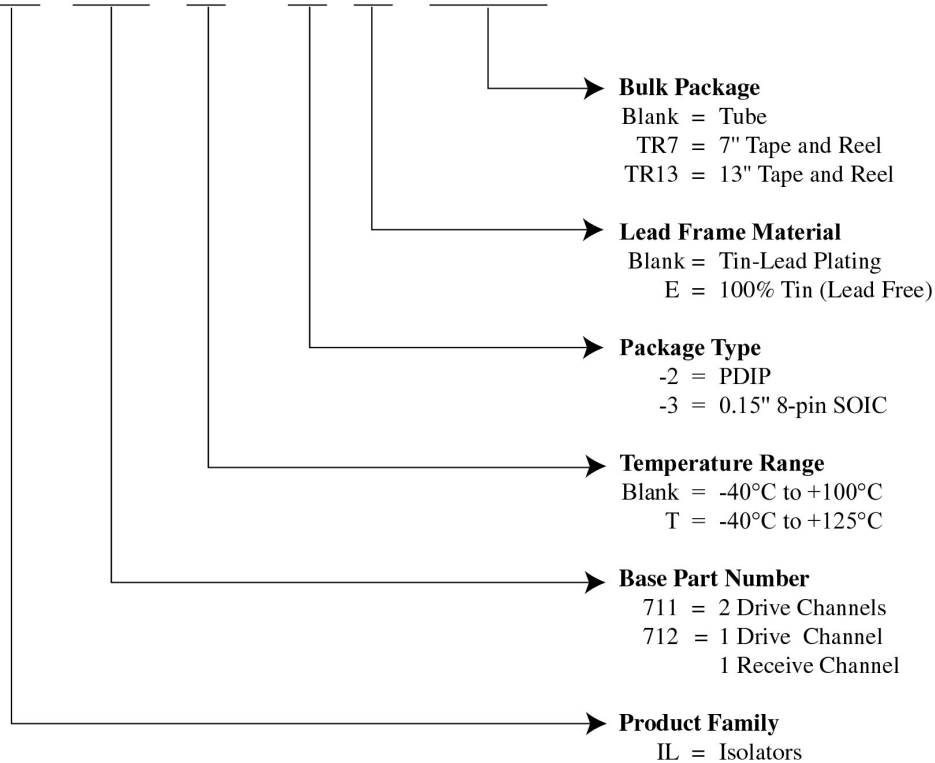 Bulk Package
Blank = Tube
TR7 = 7" Tape and Reel
TR13 = 13" Tape and Reel
Lead Frame Material
Blank = Tin-Lead Plating
E = 100% Tin (Lead Free)
Package Type
-2 = PDIP
-3 = 0.15" 8-pin SOIC
Temperature Range
Blank = -40°C to +100°C
T = -40°C to +125°C
Base Part Number
711 = 2 Drive Channels
712 = 1 Drive Channel
1 Receive Channel
Product Family
IL = Isolators